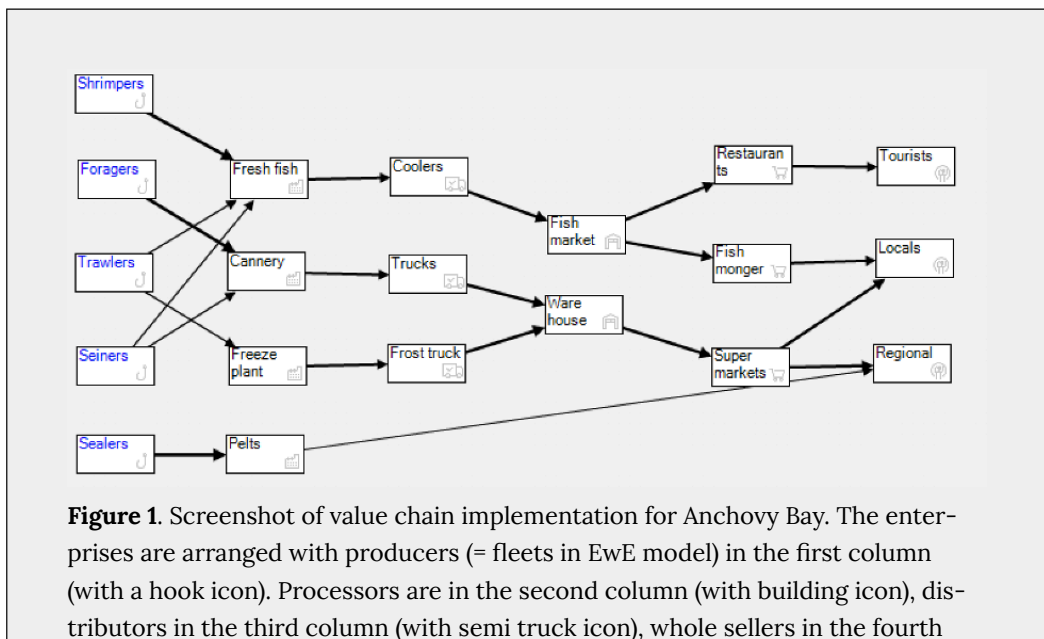 Shrimpers
Foragers
Trawlers
Seiners
Sealers
Fresh fish
Cannery
Freeze
plant
Pelts
Coolers
Trucks
Frost truck
Fish
market
Ware
house
Restauran
ts
Fish
monger
Super
markets
Tourists
Locals
Regional
Figure 1. Screenshot of value chain implementation for Anchovy Bay. The enter-
prises are arranged with producers (= fleets in EwE model) in the first column
(with a hook icon). Processors are in the second column (with building icon), dis-
tributors in the third column (with semi truck icon), whole sellers in the fourth